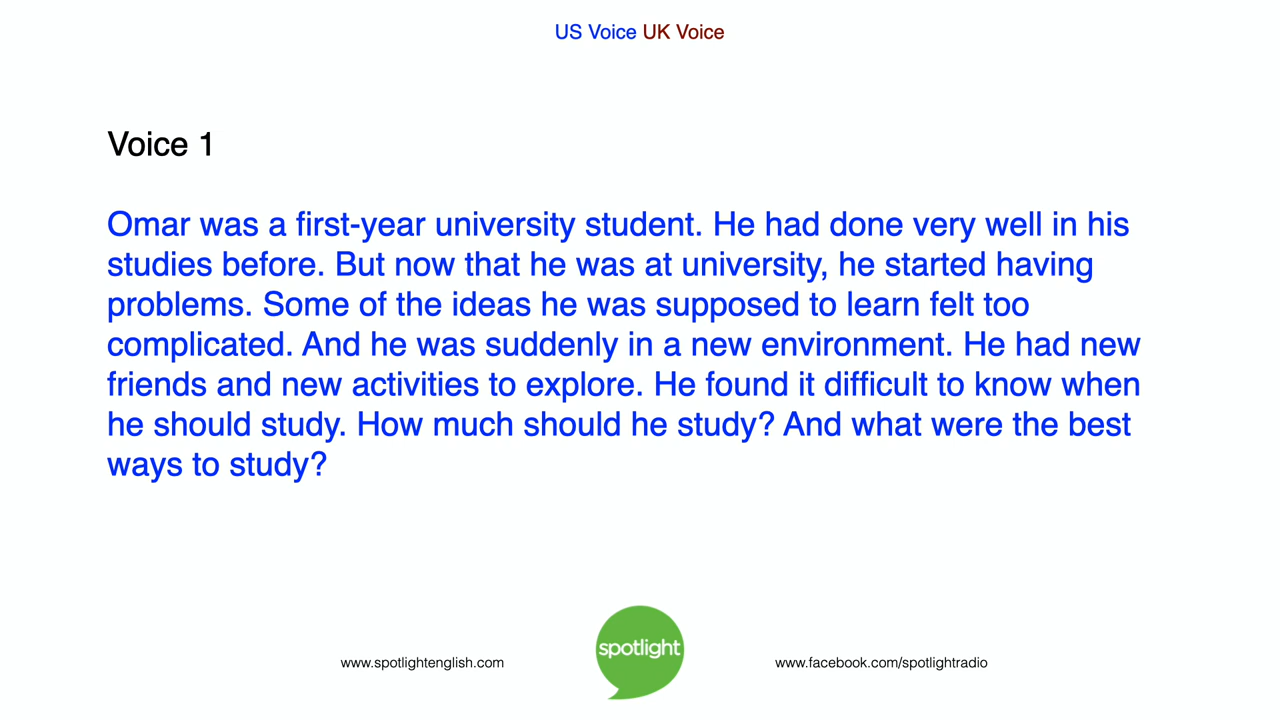 US Voice UK Voice
Voice 1
Omar was a first-year university student. He had done very well in his
studies before. But now that he was at university, he started having
problems. Some of the ideas he was supposed to learn felt too
complicated. And he was suddenly in a new environment. He had new
friends and new activities to explore. He found it difficult to know when
he should study. How much should he study? And what were the best
ways to study?
www.spotlightenglish.com
spotlight
www.facebook.com/spotlightradio